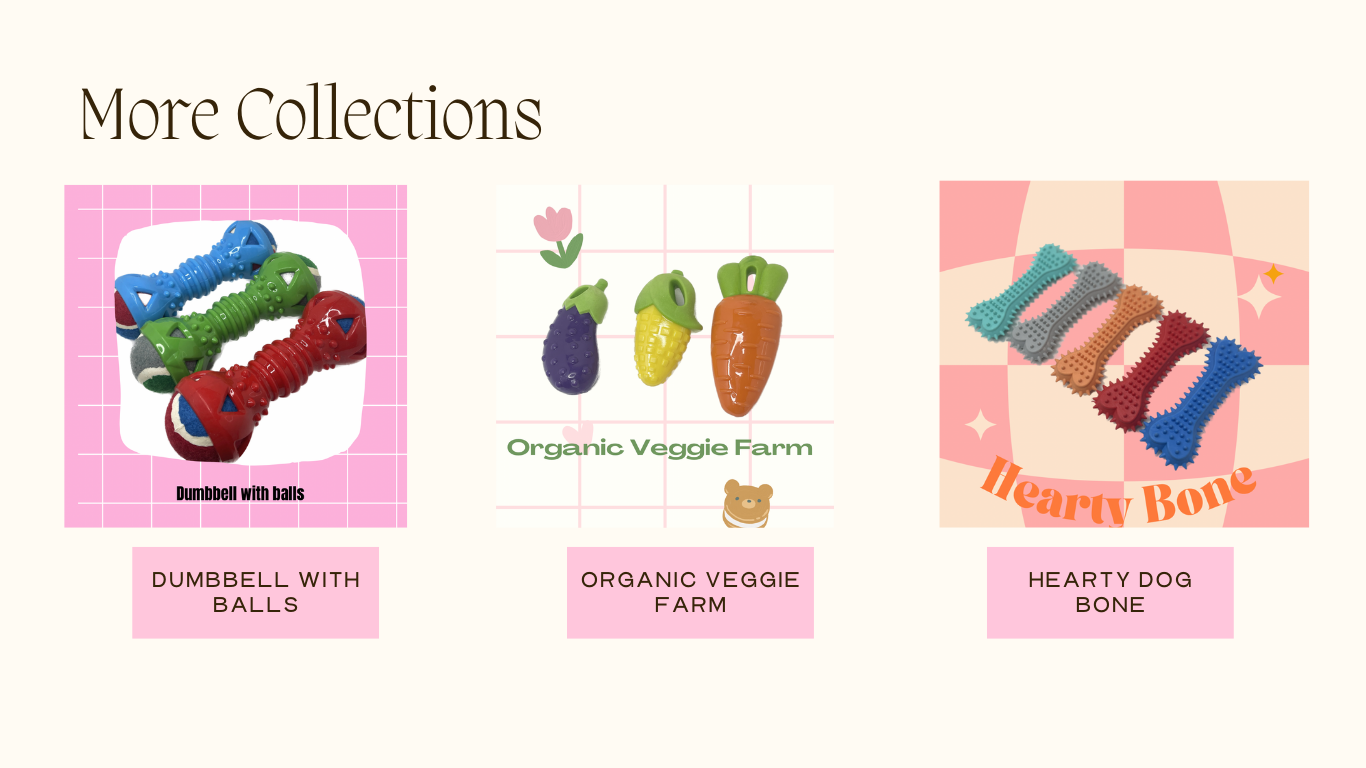 More Collections
Dumbbell with balls
Organic Veggie Farm
Hearty Bone
DUMBBELL WITH
BALLS
ORGANIC VEGGIE
FARM
HEARTY DOG
BONE